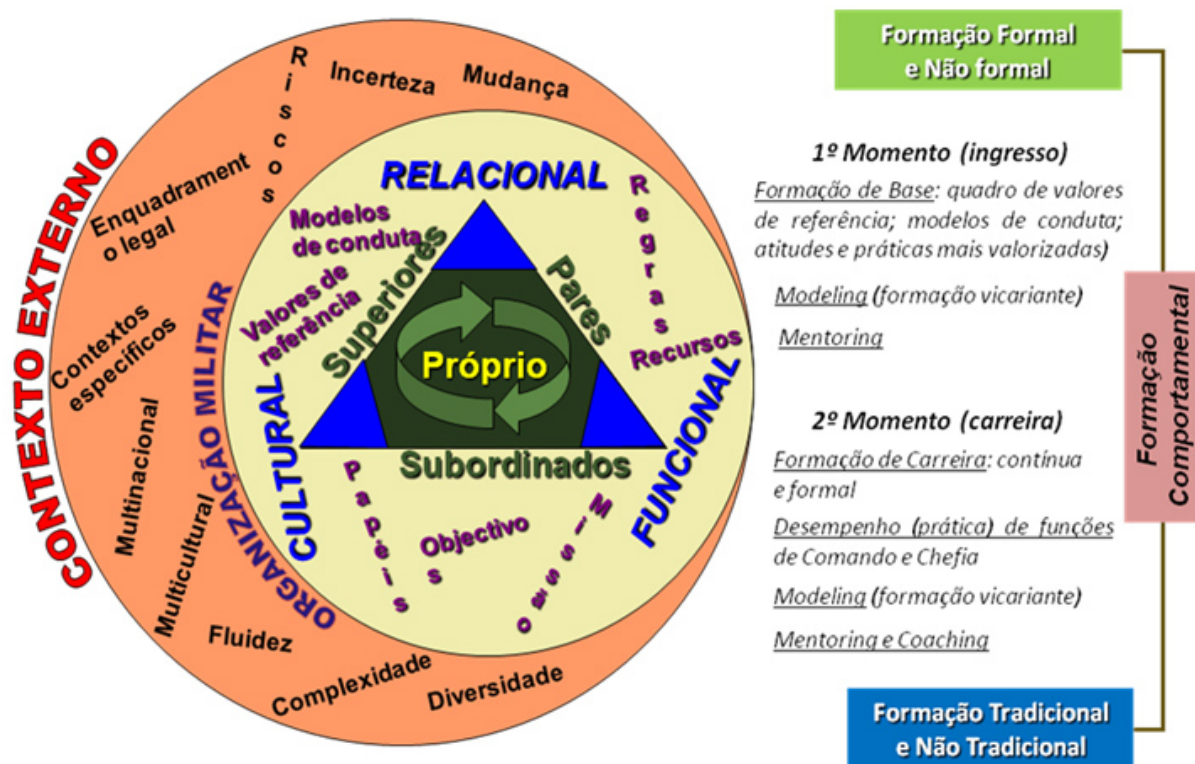 CONTEXTO EXTERNO
Riscos
Incerteza
Mudança
Enquadrament
o legal
Contextos
específicos
Multinacional
Multicultural
Fluidez
Complexidade
Diversidade
ORGANIZAÇÃO MILITAR
RELACIONAL
CULTURAL
FUNCIONAL
Modelos
de conduta
Valores de
referência
Regras
Recursos
Papéis
Objectivo
s
Missão
Superiores
Pares
Subordinados
Próprio
Formação Formal
e Não formal
1º Momento (ingresso)
Formação de Base: quadro de valores
de referência; modelos de conduta;
atitudes e práticas mais valorizadas)
Modeling (formação vicariante)
Mentoring
2º Momento (carreira)
Formação de Carreira: contínua
e formal
Desempenho (prática) de funções
de Comando e Chefia
Modeling (formação vicariante)
Mentoring e Coaching
Formação
Comportamental
Formação Tradicional
e Não Tradicional